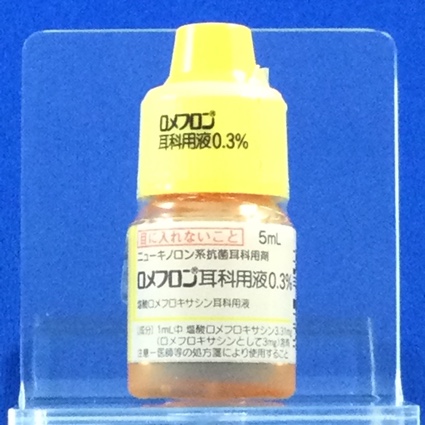 ロメフロン®
耳科用液0.3%
目に入れないこと 5mL
ニューキノロン系抗菌耳科用剤
ロメフロン®耳科用液0.3%
塩酸ロメフロキサシン耳科用液
(成分) 1mL中 塩酸ロメフロキサシン3.31mg
(ロメフロキサシンとして3mg)含有
注意-医師等の処方箋により使用すること